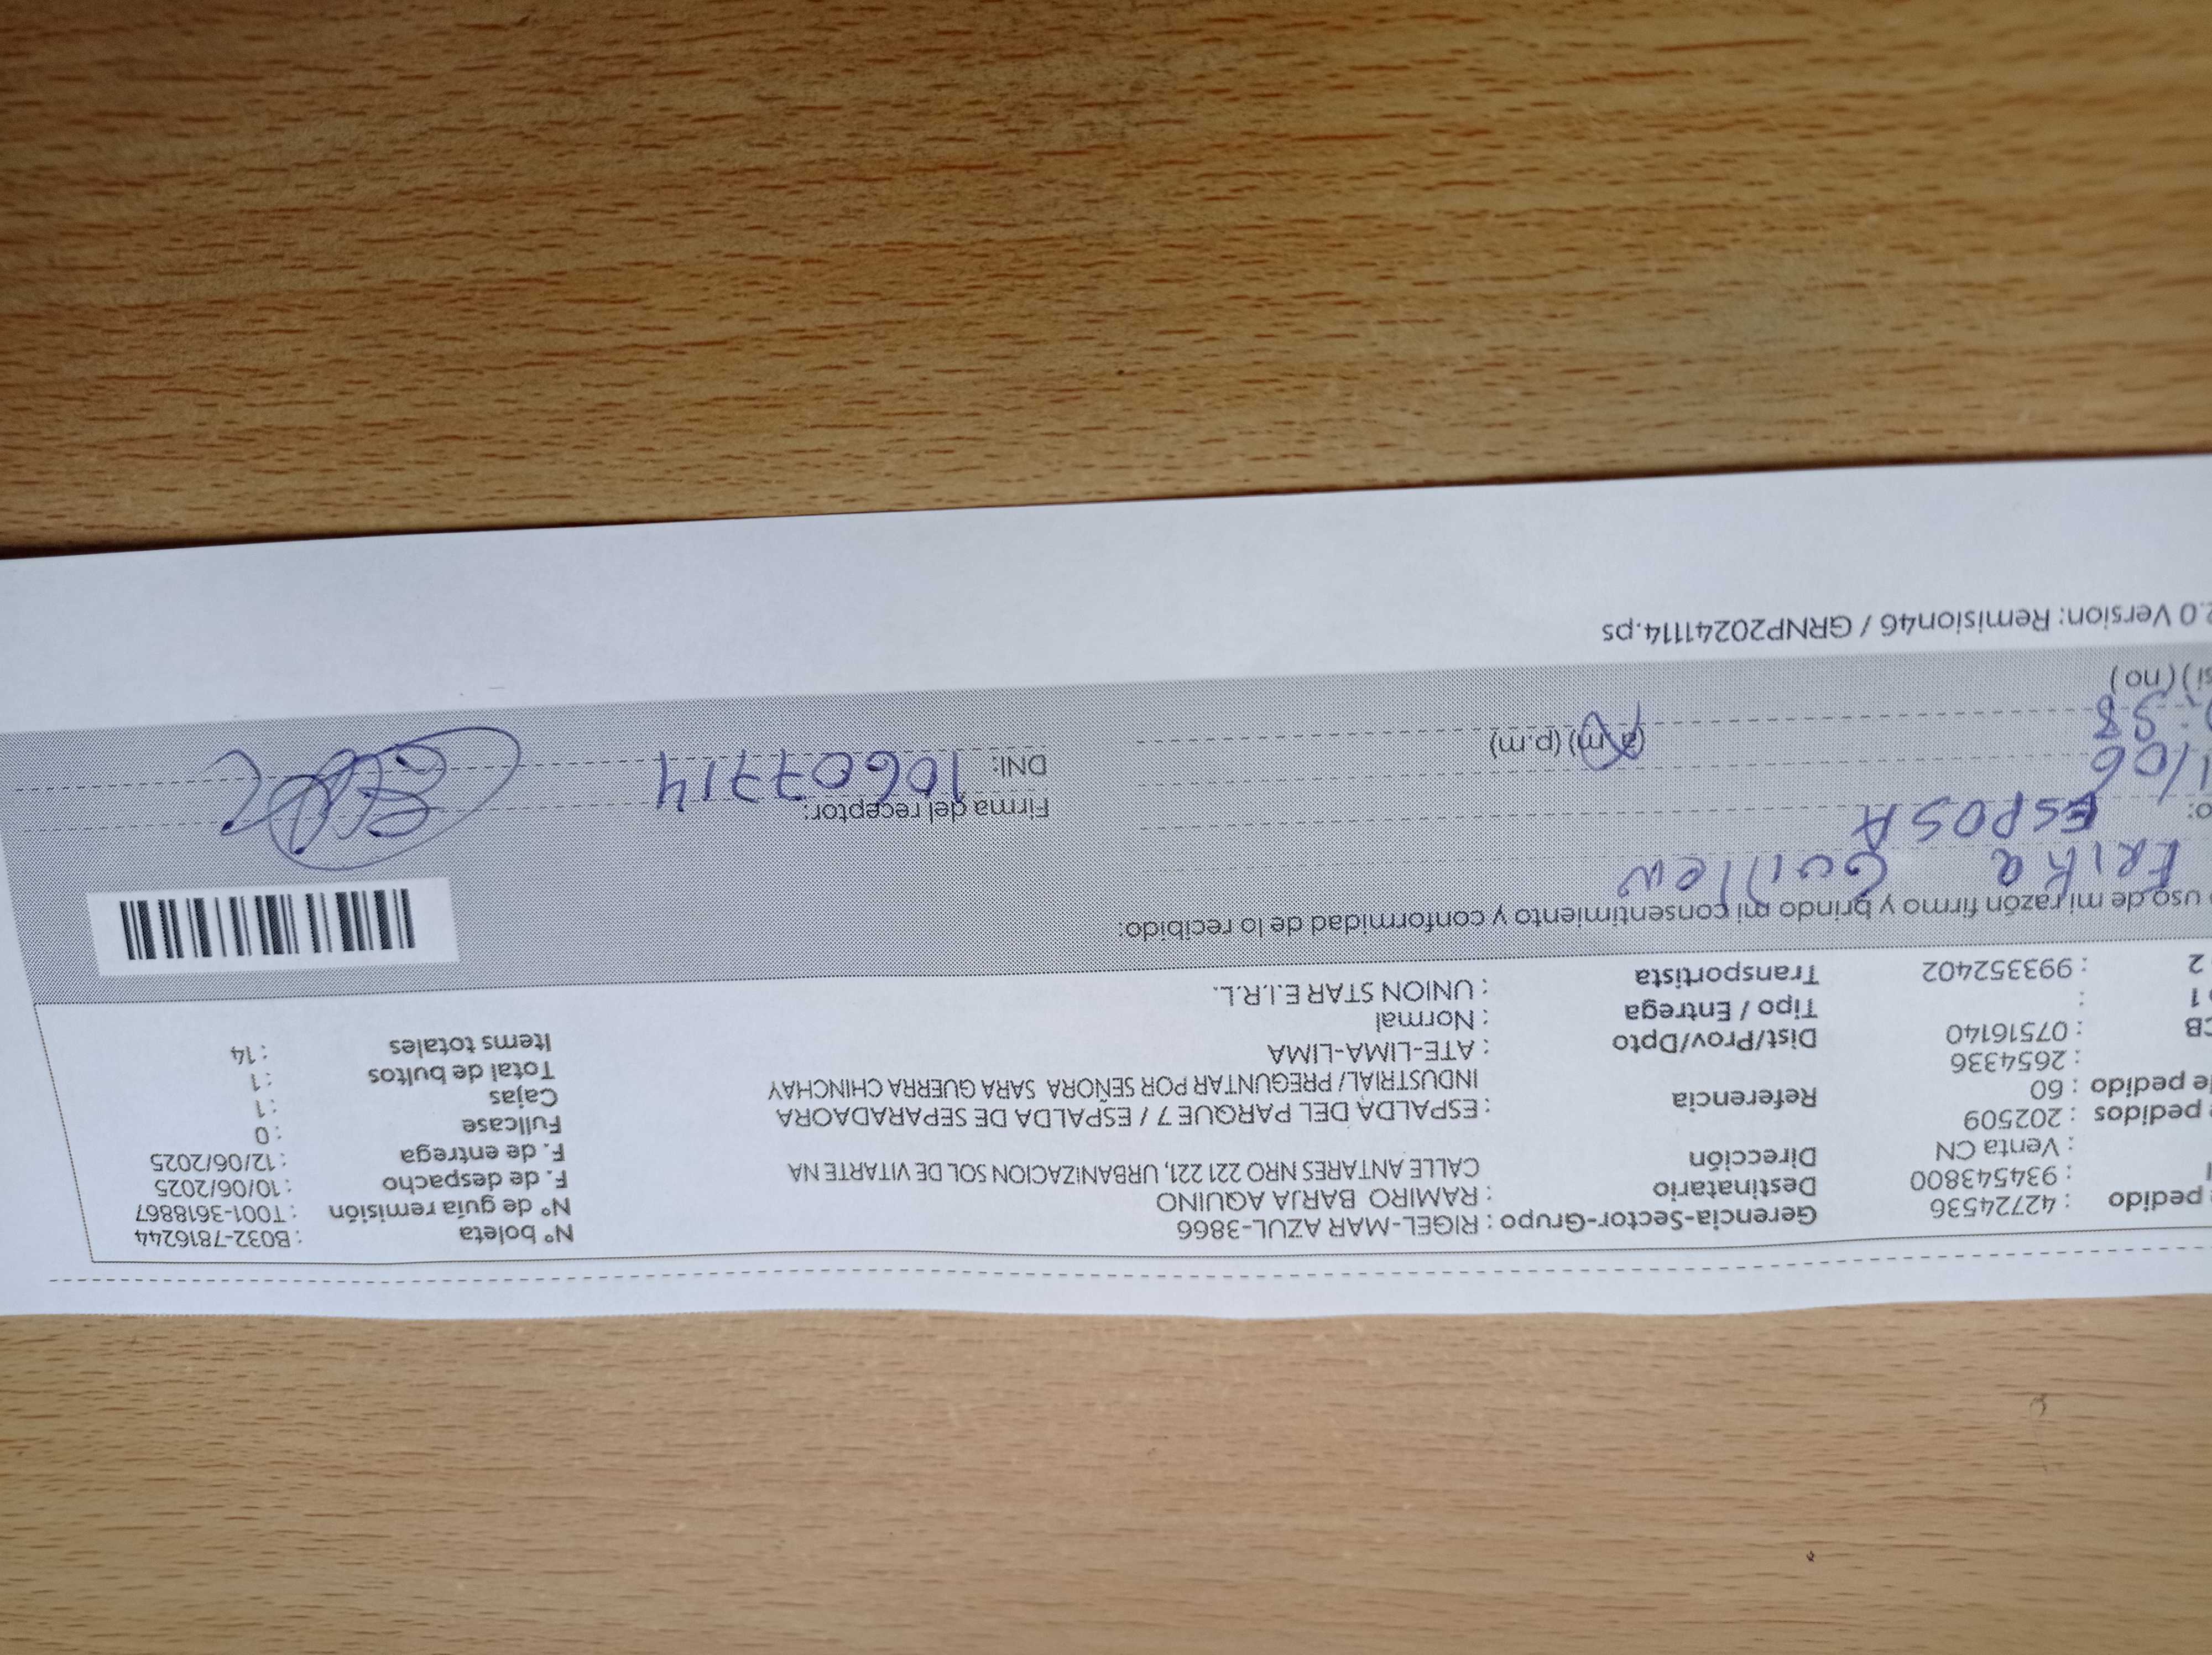 pedido : 42724536 Gerencia-Sector-Grupo : RIGEL-MAR AZUL-3866 N° boleta : B032-7816244
: 934543800 Destinatario : RAMIRO BARJA AQUINO N° de guía remisión : T001-3618867
: Venta CN Dirección CALLE ANTARES NRO 221 221, URBANIZACION SOL DE VITARTE NA F. de despacho : 10/06/2025
pedidos : 202509 F. de entrega : 12/06/2025
de pedido : 60 Referencia : ESPALDA DEL PARQUE 7 / ESPALDA DE SEPARADAORA Fullcase : 0
: 2654336 INDUSTRIAL/ PREGUNTAR POR SEÑORA SARA GUERRA CHINCHAY Cajas : 1
CB : 07516140 Dist/Prov/Dpto : ATE-LIMA-LIMA Total de bultos : 1
1 : Tipo / Entrega : Normal Items totales : 14
2 : 993352402 Transportista : UNION STAR E.I.R.L.
uso de mi razón firmo y brindo mi consentimiento y conformidad de lo recibido:
ERIKA Guillen
o: ESPOSA Firma del receptor:
/06 DNI: 10607714
:58 (a.m) (p.m)
si ) ( no )
2.0 Version: Remision46 / GRNP20241114.ps